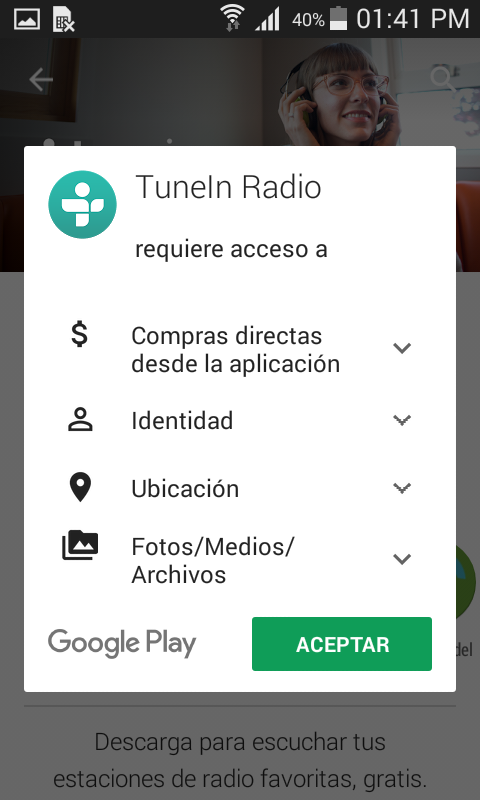 40% 01:41 PM
TuneIn Radio
requiere acceso a
$
Compras directas
desde la aplicación
Identidad
Ubicación
Fotos/Medios/
Archivos
Google Play
ACEPTAR
del
Descarga para escuchar tus
estaciones de radio favoritas, gratis.